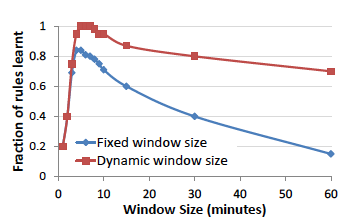 Fraction of rules learnt
1
0.8
0.6
0.4
0.2
0
Fixed window size
Dynamic window size
0 10 20 30 40 50 60
Window Size (minutes)